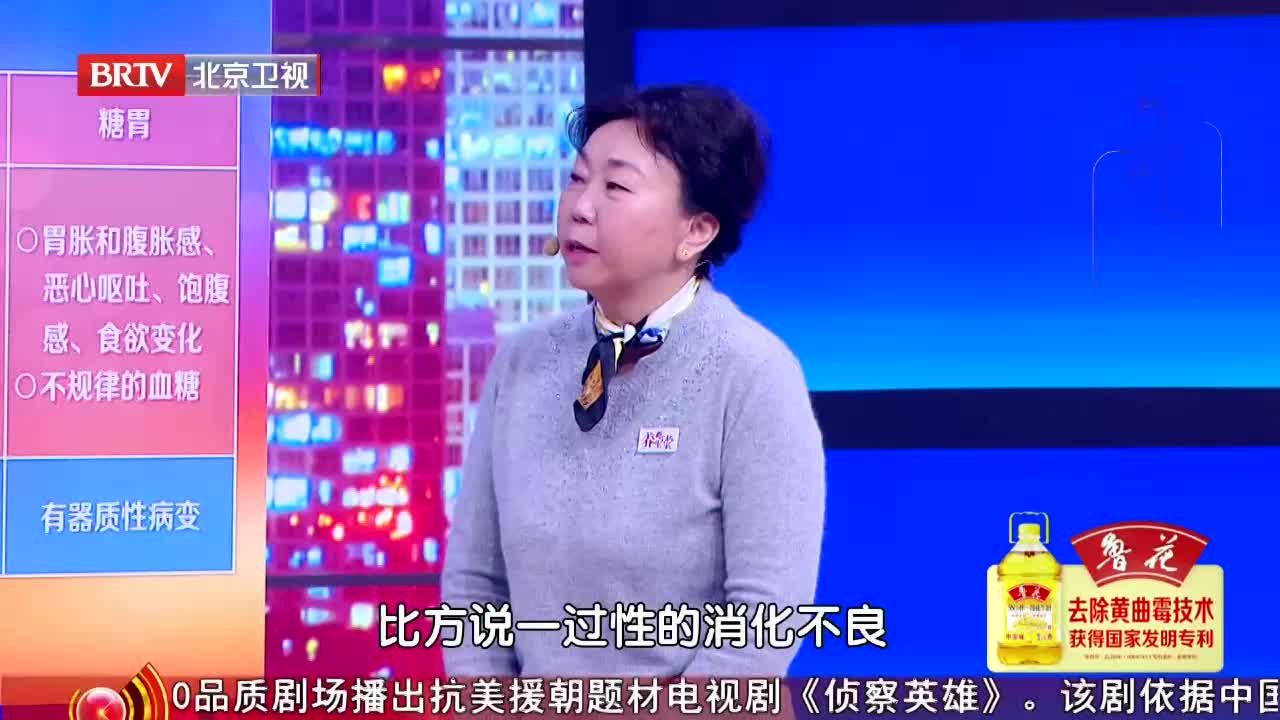 BRTV 北京卫视
糖胃
○胃胀和腹胀感、
恶心呕吐、饱腹
感、食欲变化
○不规律的血糖
有器质性病变
养生堂
鲁花
鲁花
去除黄曲霉技术
获得国家发明专利
比方说一过性的消化不良
0品质剧场播出抗美援朝题材电视剧《侦察英雄》。该剧依据中国